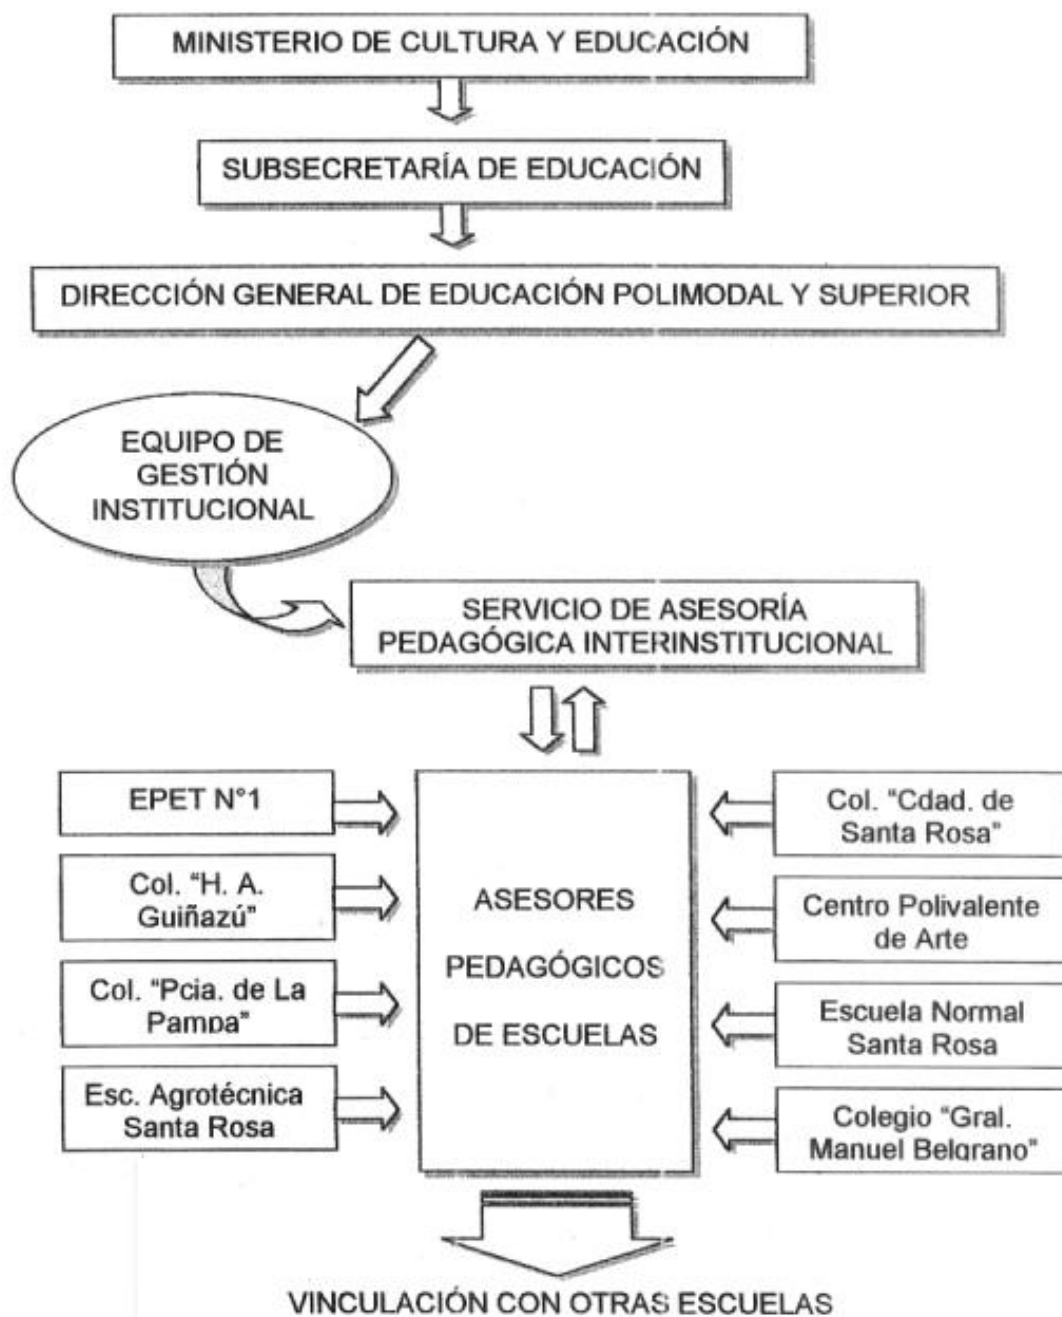 MINISTERIO DE CULTURA Y EDUCACIÓN
SUBSECRETARÍA DE EDUCACIÓN
DIRECCIÓN GENERAL DE EDUCACIÓN POLIMODAL Y SUPERIOR
EQUIPO DE
GESTIÓN
INSTITUCIONAL
SERVICIO DE ASESORÍA
PEDAGÓGICA INTERINSTITUCIONAL
EPET N°1
Col. "H. A.
Guiñazú"
Col. "Pcia. de La
Pampa"
Esc. Agrotécnica
Santa Rosa
ASESORES
PEDAGÓGICOS
DE ESCUELAS
Col. "Cdad. de
Santa Rosa"
Centro Polivalente
de Arte
Escuela Normal
Santa Rosa
Colegio "Gral.
Manuel Belgrano"
VINCULACIÓN CON OTRAS ESCUELAS